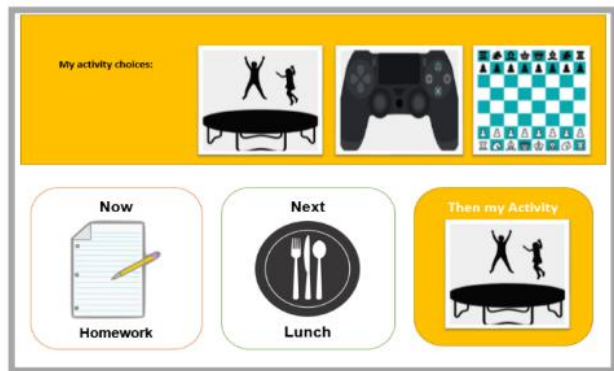 My activity choices:
Now
Homework
Next
Lunch
Then my Activity